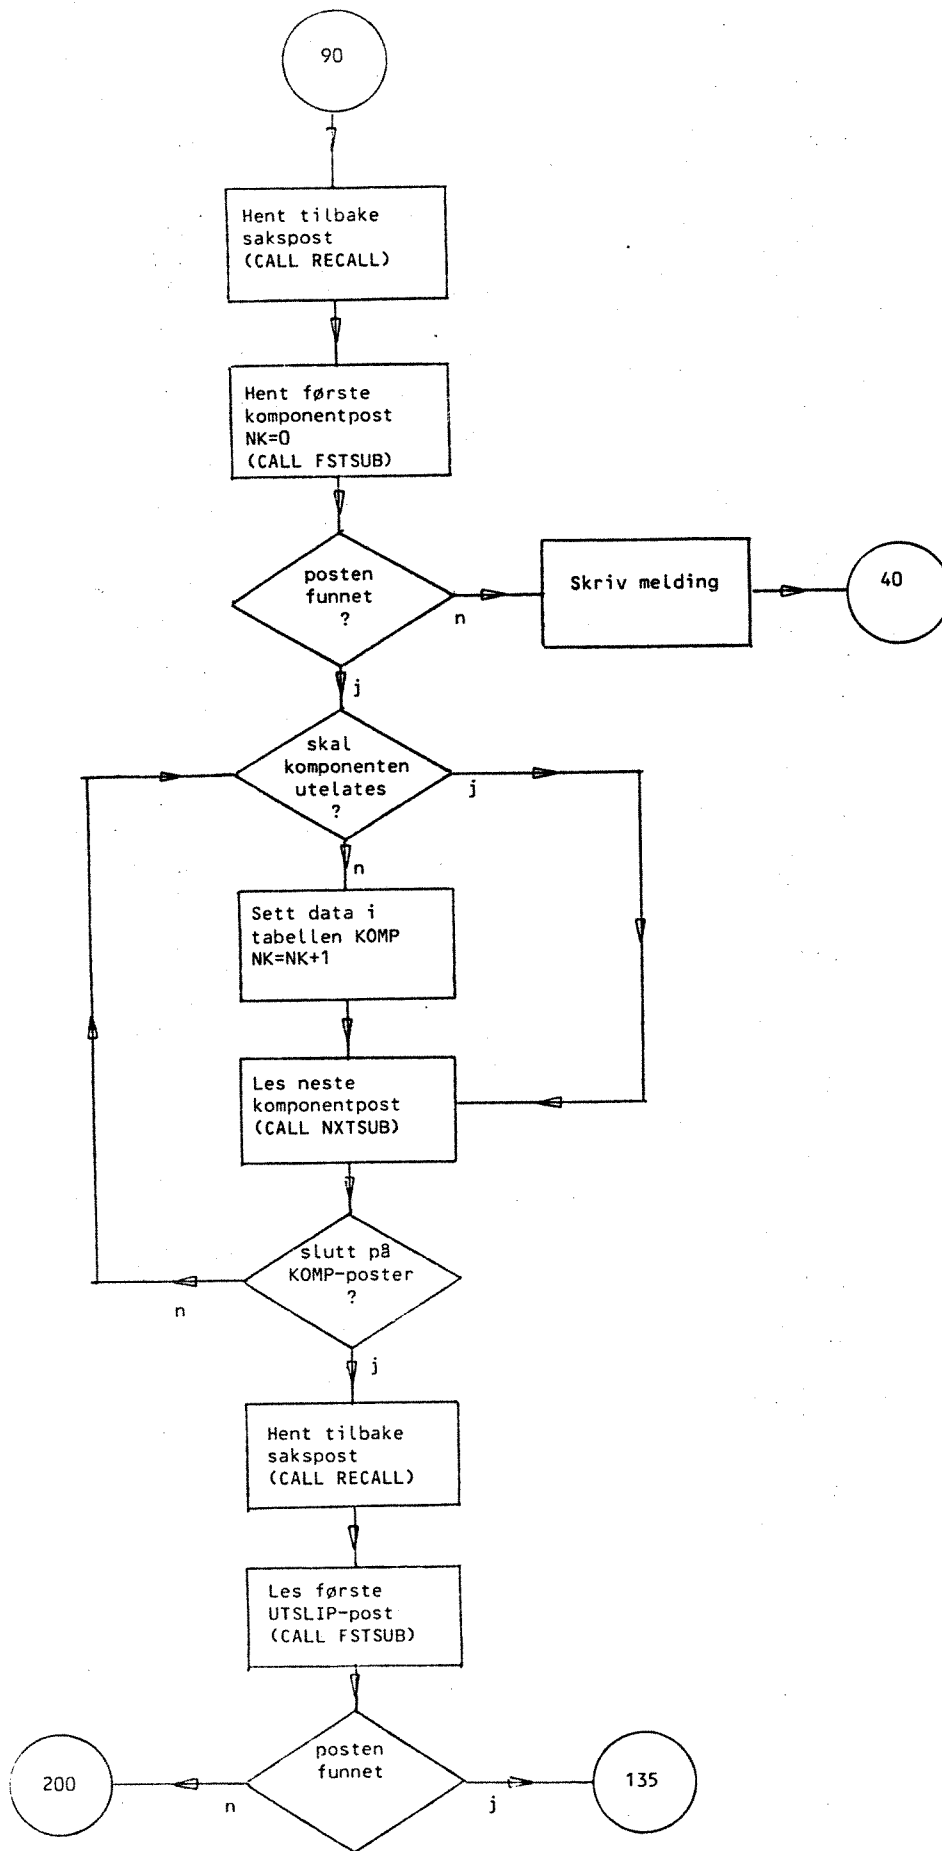 90
Hent tilbake
sakspost
(CALL RECALL)
Hent første
komponentpost
NK=0
(CALL FSTSUB)
posten
funnet
?
n
Skriv melding
40
j
skal
komponenten
utelates
?
j
n
Sett data i
tabellen KOMP
NK=NK+1
Les neste
komponentpost
(CALL NXTSUB)
slutt på
KOMP-poster
?
n
j
Hent tilbake
sakspost
(CALL RECALL)
Les første
UTSLIP-post
(CALL FSTSUB)
posten
funnet
200
n
j
135